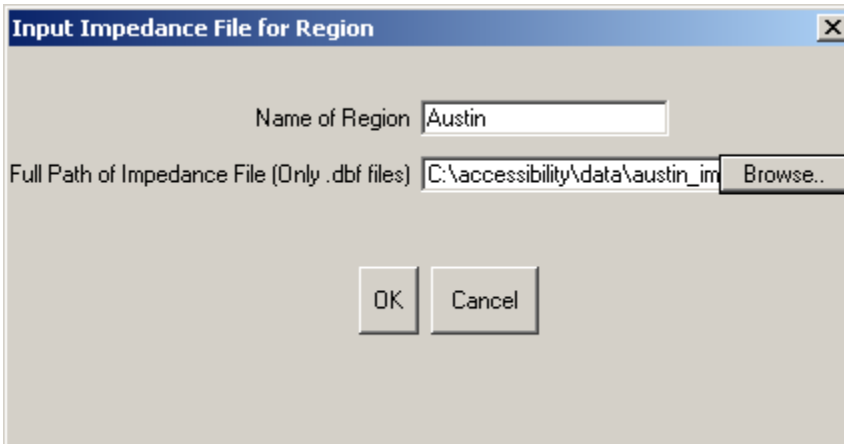 Input Impedance File for Region
Name of Region Austin
Full Path of Impedance File (Only .dbf files) C:\accessibility\data\austin_im Browse..
OK Cancel